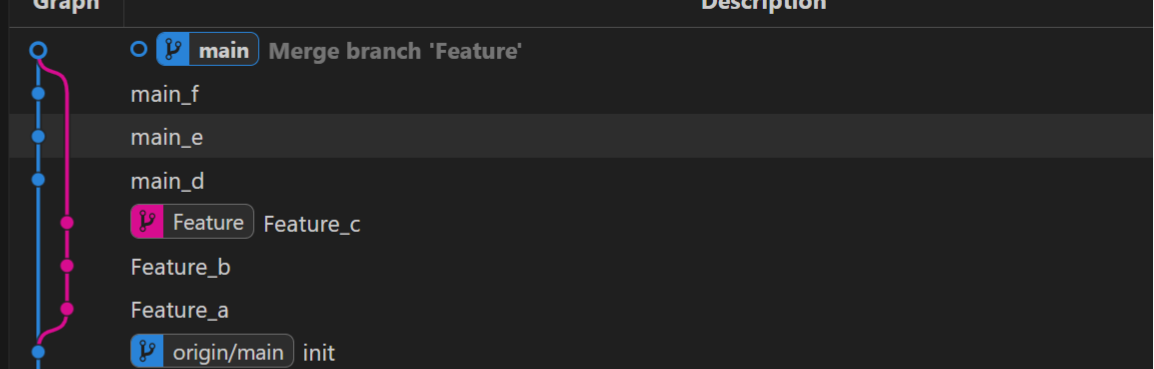 Graph Description
main Merge branch 'Feature'
main_f
main_e
main_d
Feature Feature_c
Feature_b
Feature_a
origin/main init